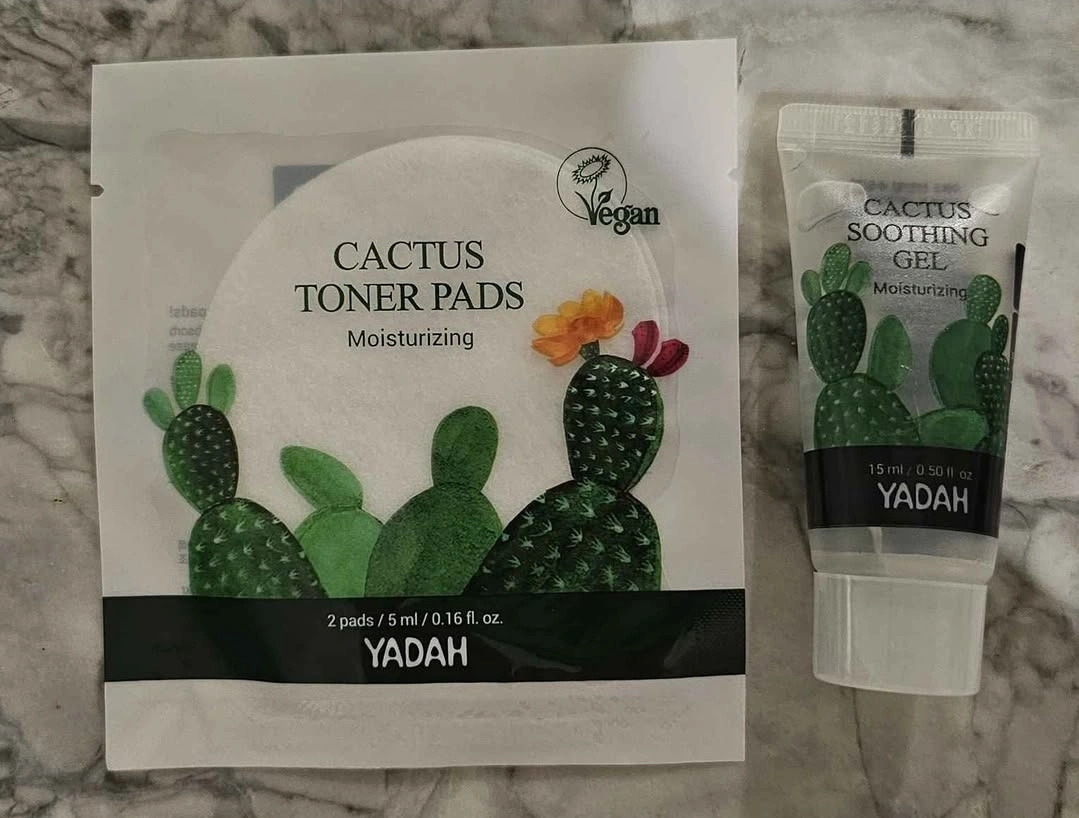 Vegan
CACTUS
TONER PADS
Moisturizing
2 pads / 5 ml / 0.16 fl. oz.
YADAH
CACTUS
SOOTHING
GEL
Moisturizing
15 ml / 0.50 fl oz
YADAH